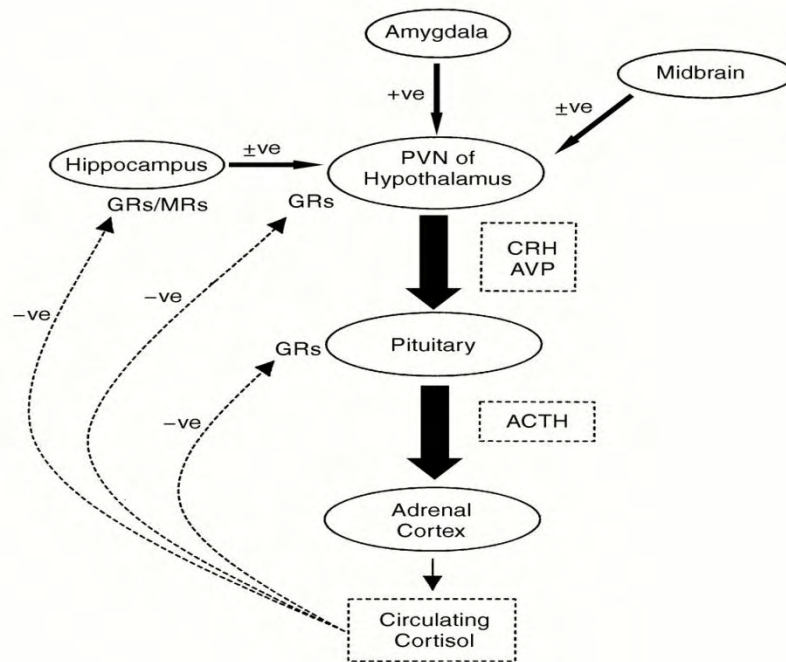 Amygdala
Midbrain
+ve
±ve
Hippocampus
±ve
PVN of
Hypothalamus
GRs/MRs
GRs
CRH
AVP
–ve
–ve
GRs
Pituitary
–ve
ACTH
Adrenal
Cortex
Circulating
Cortisol